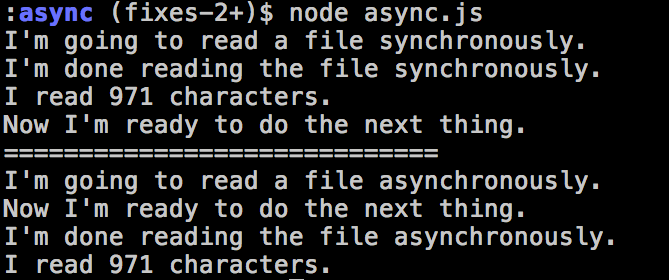 :async (fixes-2+)$ node async.js
I'm going to read a file synchronously.
I'm done reading the file synchronously.
I read 971 characters.
Now I'm ready to do the next thing.
============================
I'm going to read a file asynchronously.
Now I'm ready to do the next thing.
I'm done reading the file asynchronously.
I read 971 characters.